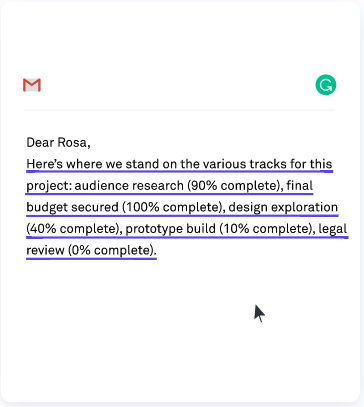 Dear Rosa,
Here's where we stand on the various tracks for this
project: audience research (90% complete), final
budget secured (100% complete), design exploration
(40% complete), prototype build (10% complete), legal
review (0% complete).